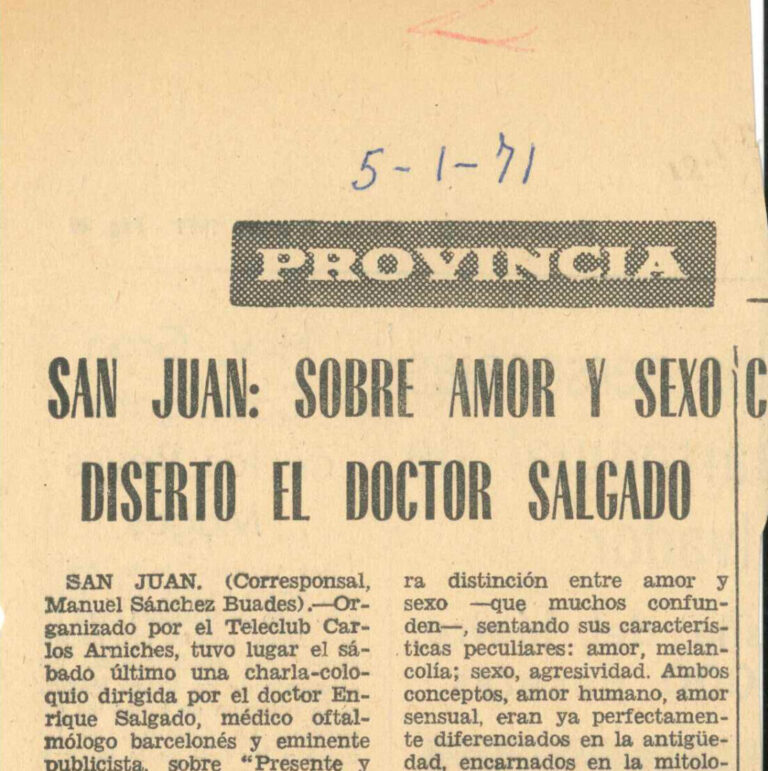 5-1-71
PROVINCIA
SAN JUAN: SOBRE AMOR Y SEXO
DISERTO EL DOCTOR SALGADO
SAN JUAN. (Corresponsal,
Manuel Sánchez Buades).—Or-
ganizado por el Teleclub Car-
los Arniches, tuvo lugar el sá-
bado último una charla-colo-
quio dirigida por el doctor En-
rique Salgado, médico oftal-
mólogo barcelonés y eminente
publicista, sobre "Presente y
ra distinción entre amor y
sexo —que muchos confun-
den—, sentando sus caracterís-
ticas peculiares: amor, melan-
colía; sexo, agresividad. Ambos
conceptos, amor humano, amor
sensual, eran ya perfectamen-
te diferenciados en la antigüe-
dad, encarnados en la mitolo-
C